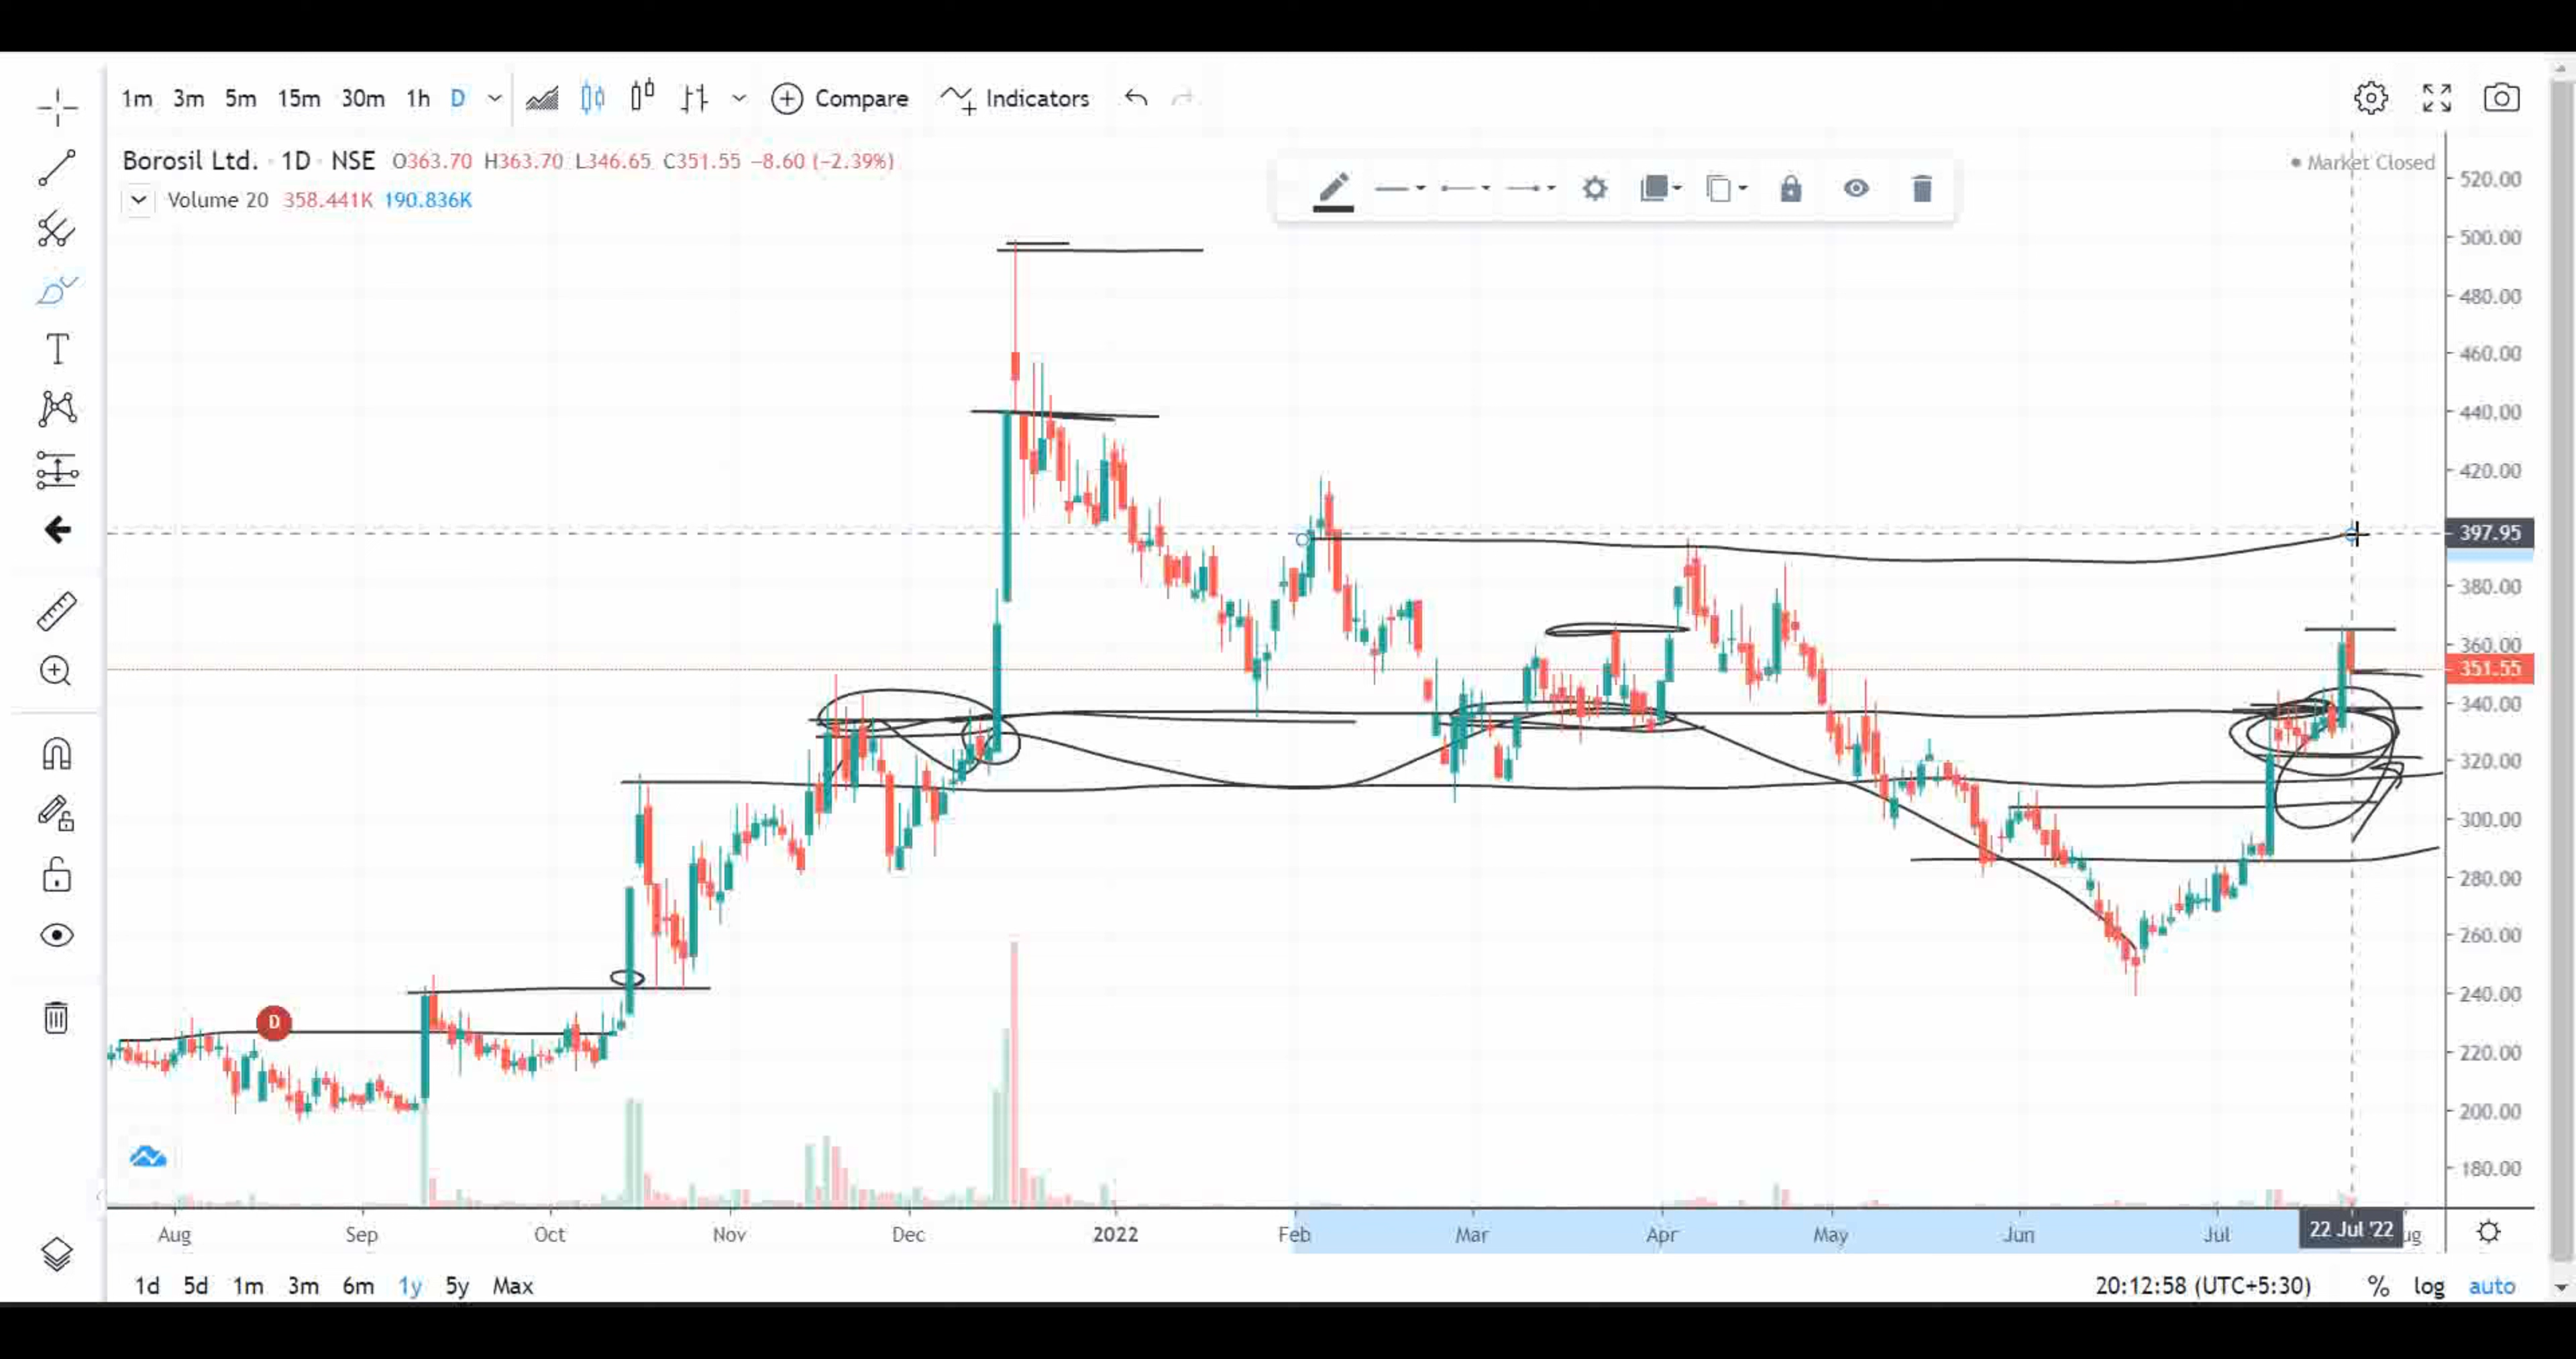 1m 3m 5m 15m 30m 1h D Compare Indicators
Borosil Ltd. · 1D · NSE O363.70 H363.70 L346.65 C351.55 −8.60 (−2.39%)
Market Closed
Volume 20 358.441K 190.836K
T
520.00
500.00
480.00
460.00
440.00
420.00
397.95
380.00
360.00
351.55
340.00
320.00
300.00
280.00
260.00
240.00
D
220.00
200.00
180.00
Aug Sep Oct Nov Dec 2022 Feb Mar Apr May Jun Jul 22 Jul '22 ug
1d 5d 1m 3m 6m 1y 5y Max 20:12:58 (UTC+5:30) % log auto